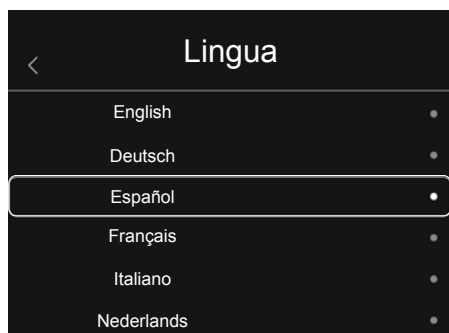 Lingua
English
Deutsch
Español
Français
Italiano
Nederlands